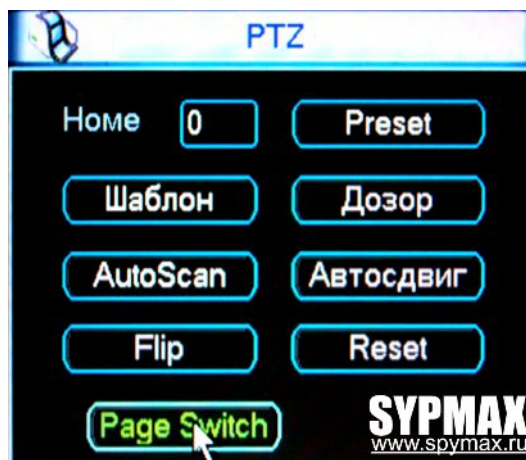 PTZ
Номе 0 Preset
Шаблон Дозор
AutoScan Автосдвиг
Flip Reset
Page Switch
SYPMAX
www.spymax.ru